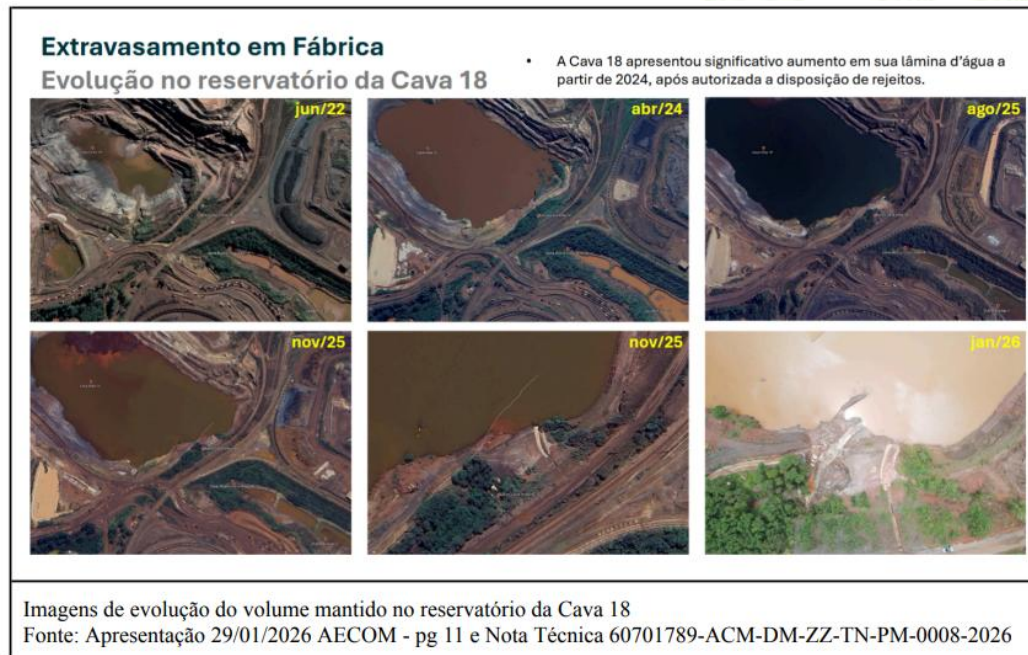 Extravasamento em Fábrica
Evolução no reservatório da Cava 18
• A Cava 18 apresentou significativo aumento em sua lâmina d’água a
partir de 2024, após autorizada a disposição de rejeitos.
jun/22
abr/24
ago/25
nov/25
nov/25
jan/26
Imagens de evolução do volume mantido no reservatório da Cava 18
Fonte: Apresentação 29/01/2026 AECOM - pg 11 e Nota Técnica 60701789-ACM-DM-ZZ-TN-PM-0008-2026